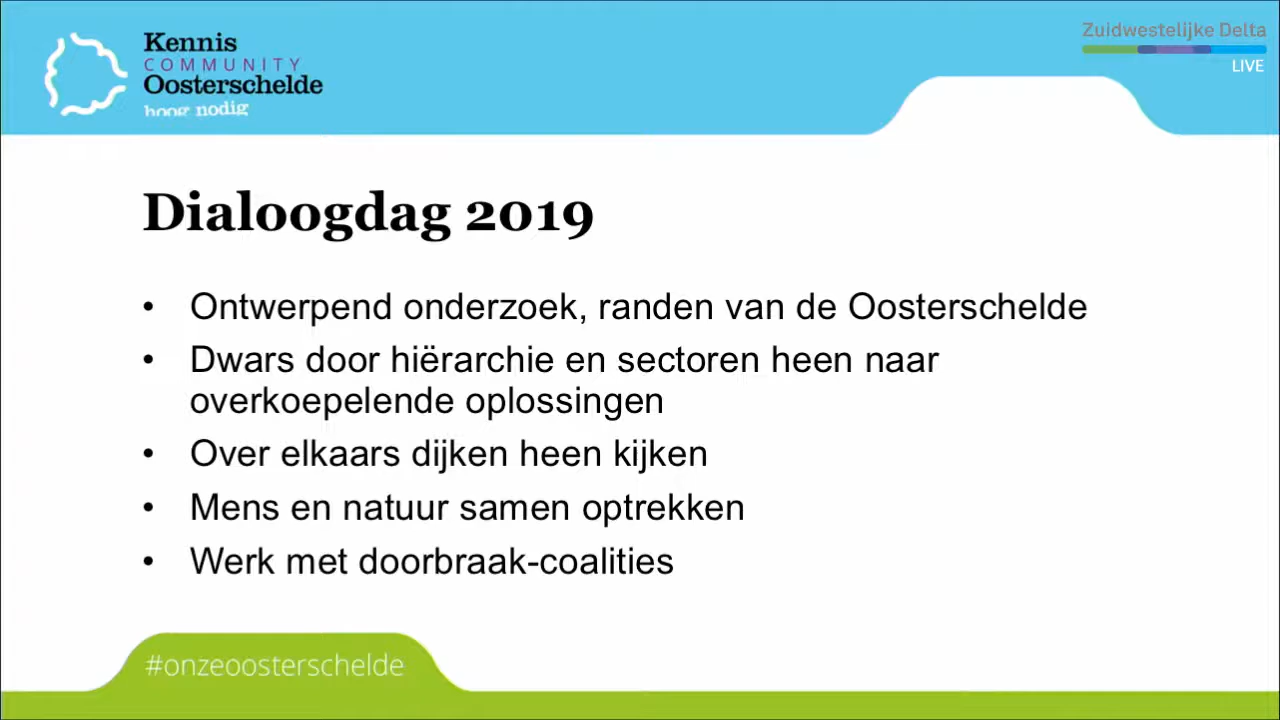 Kennis
COMMUNITY
Oosterschelde
hoog nodig
Zuidwestelijke Delta
LIVE
Dialoogdag 2019
• Ontwerpend onderzoek, randen van de Oosterschelde
• Dwars door hiërarchie en sectoren heen naar
overkoepelende oplossingen
• Over elkaars dijken heen kijken
• Mens en natuur samen optrekken
• Werk met doorbraak-coalities
#onzeoosterschelde